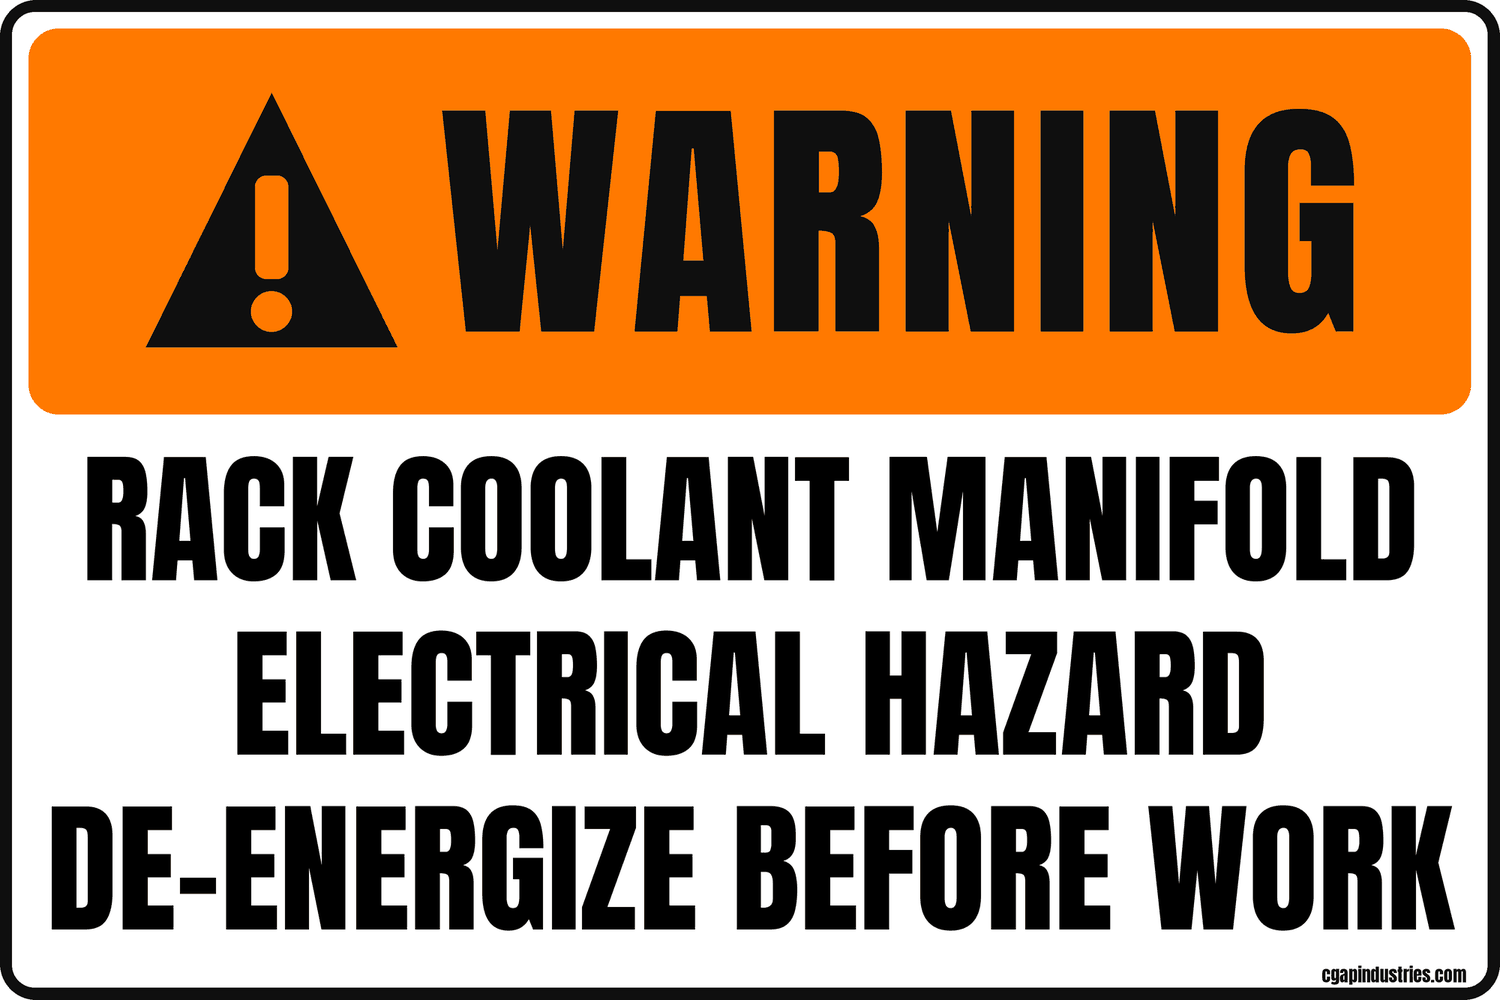 WARNING
RACK COOLANT MANIFOLD
ELECTRICAL HAZARD
DE-ENERGIZE BEFORE WORK
cgapindustries.com